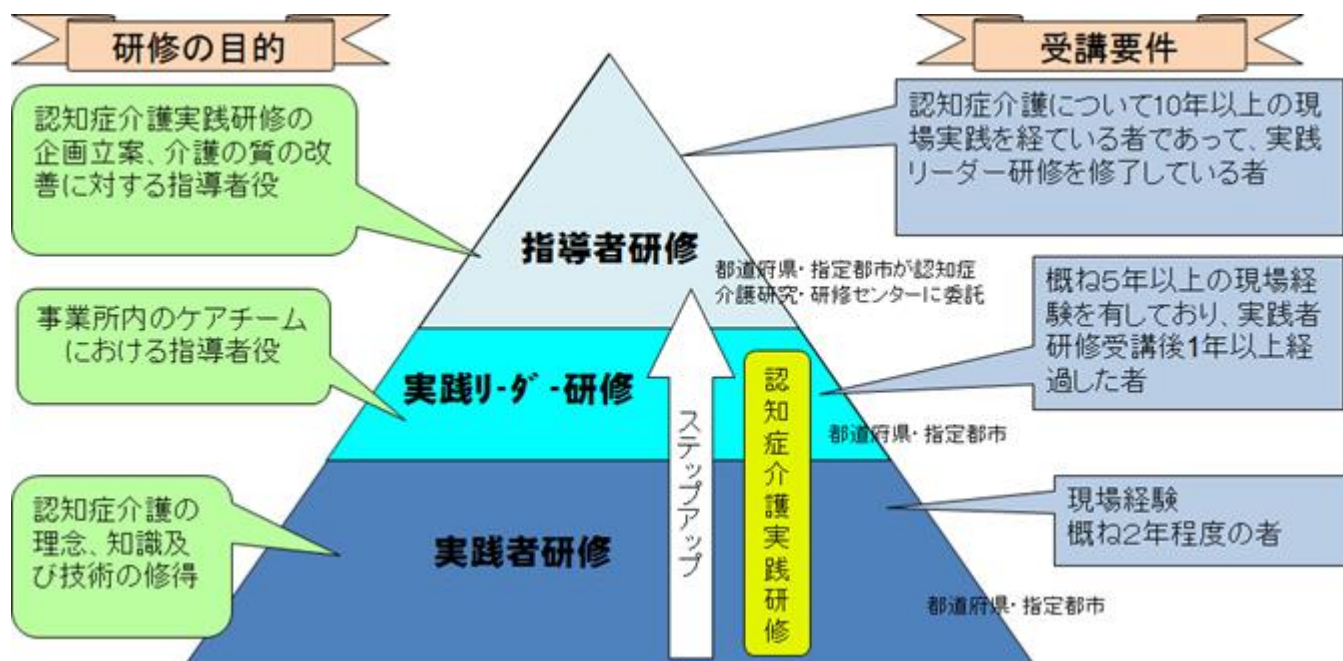 研修の目的
受講要件
認知症介護実践研修の
企画立案、介護の質の改
善に対する指導者役
認知症介護について10年以上の現
場実践を経ている者であって、実践
リーダー研修を修了している者
指導者研修
都道府県・指定都市が認知症
介護研究・研修センターに委託
事業所内のケアチーム
における指導者役
概ね5年以上の現場経
験を有しており、実践者
研修受講後1年以上経
過した者
実践ﾘｰﾀﾞｰ研修
都道府県・指定都市
ステップアップ
認知症介護実践研修
認知症介護の
理念、知識及
び技術の修得
現場経験
概ね2年程度の者
実践者研修
都道府県・指定都市